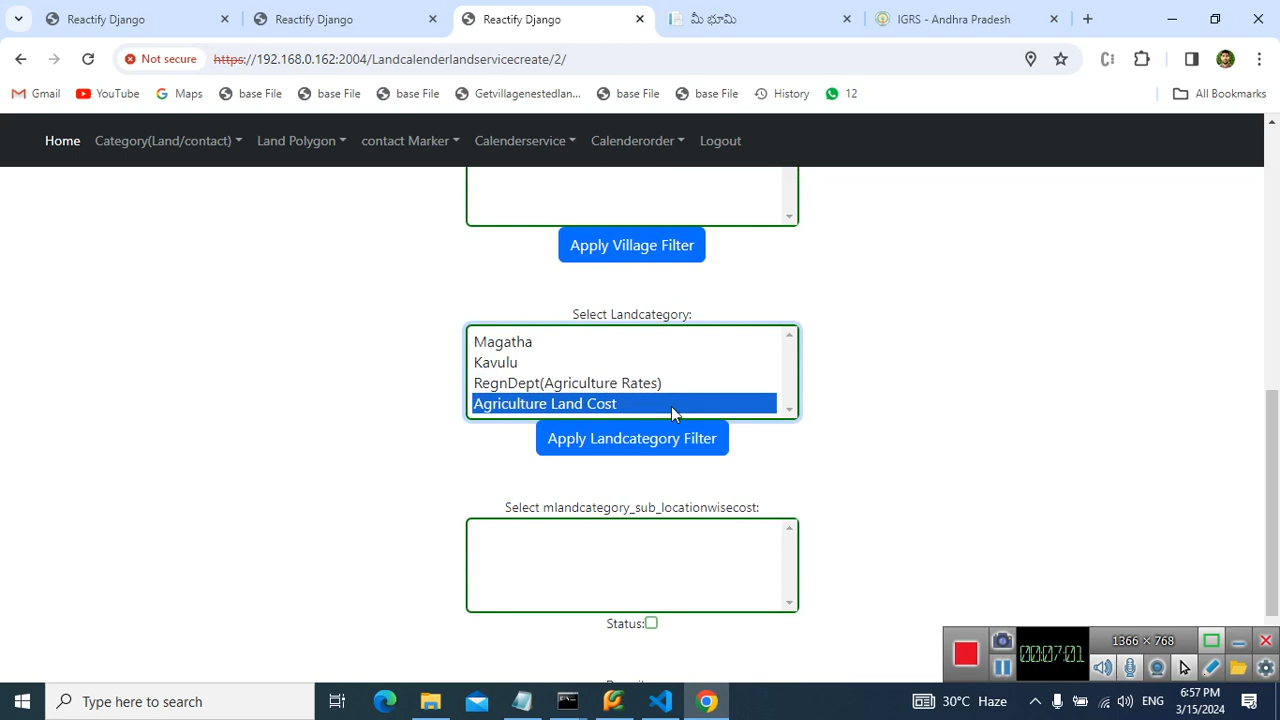 Reactify Django
Reactify Django
Reactify Django
మీ భూమి
IGRS - Andhra Pradesh
Not secure
https://192.168.0.162:2004/Landcalenderlandservicecreate/2/
Gmail
YouTube
Maps
base File
base File
base File
Getvillagenestedlan...
base File
base File
History
12
All Bookmarks
Home
Category(Land/contact)
Land Polygon
contact Marker
Calenderservice
Calenderorder
Logout
Apply Village Filter
Select Landcategory:
Magatha
Kavulu
RegnDept(Agriculture Rates)
Agriculture Land Cost
Apply Landcategory Filter
Select mlandcategory_sub_locationwisecost:
Status:
1366 × 768
00:07:01
Type here to search
30°C Haze
ENG
6:57 PM
3/15/2024